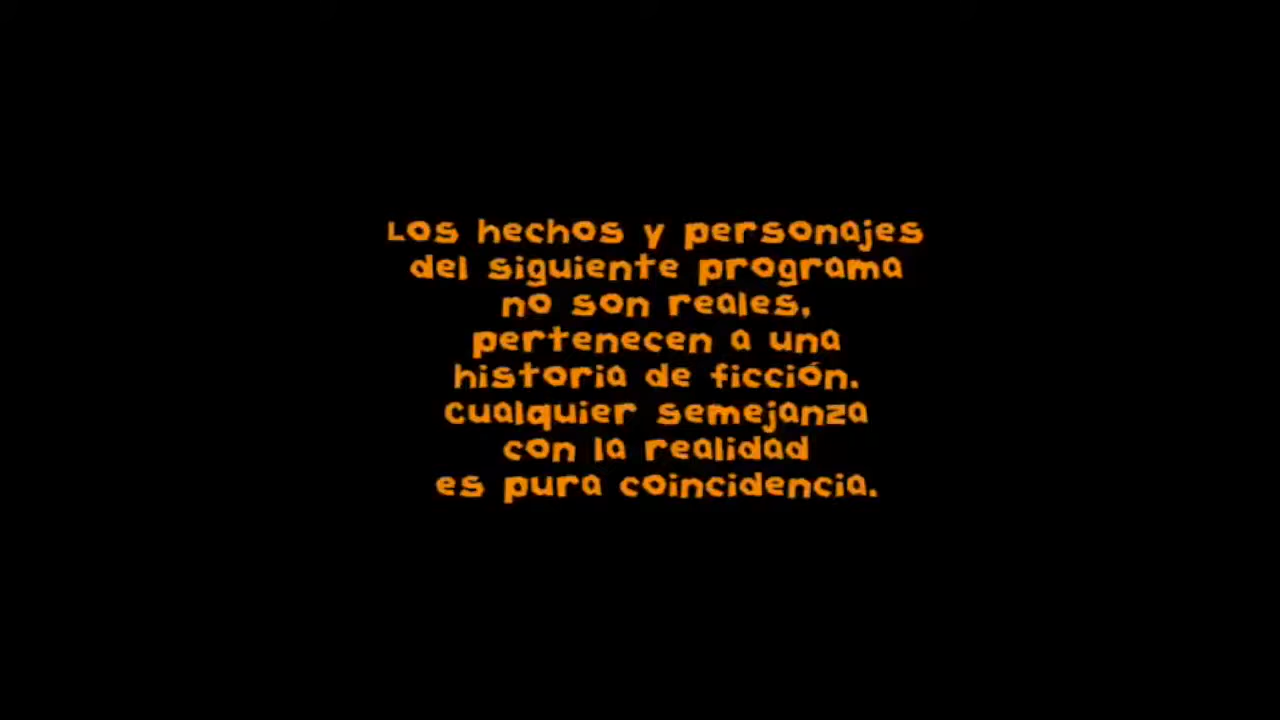 Los hechos y personajes
del siguiente programa
no son reales,
pertenecen a una
historia de ficción.
cualquier semejanza
con la realidad
es pura coincidencia.